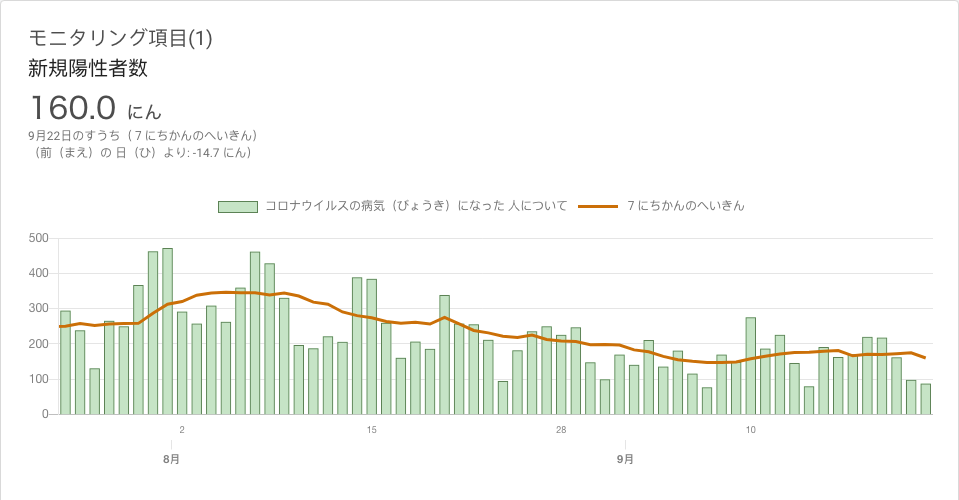 モニタリング項目(1)
新規陽性者数
160.0 にん
9月22日のすうち（７にちかんのへいきん）
（前（まえ）の 日（ひ）より: -14.7 にん）
コロナウイルスの病気（びょうき）になった 人について
７にちかんのへいきん
500
400
300
200
100
0
2
15
28
10
8月
9月